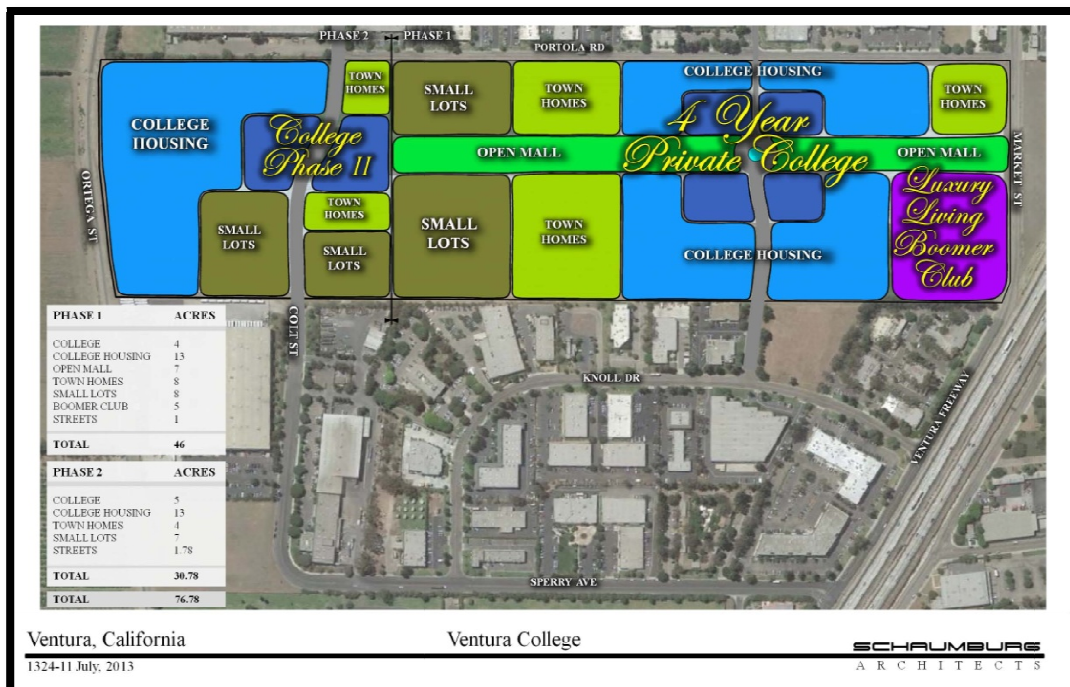 PHASE 2
PHASE 1
PORTOLA RD
COLLEGE HOUSING
TOWN
HOMES
SMALL
LOTS
TOWN
HOMES
TOWN
HOMES
COLLEGE
HOUSING
College
Phase II
4 Year
Private College
OPEN MALL
OPEN MALL
MARKET ST
ORTEGA ST
Luxury
Living
Boomer
Club
TOWN
HOMES
SMALL
LOTS
SMALL
LOTS
SMALL
LOTS
TOWN
HOMES
COLLEGE HOUSING
COLT ST
KNOLL DR
VENTURA FREEWAY
SPERRY AVE
PHASE 1 ACRES
COLLEGE 4
COLLEGE HOUSING 13
OPEN MALL 7
TOWN HOMES 8
SMALL LOTS 8
BOOMER CLUB 5
STREETS 1
TOTAL 46
PHASE 2 ACRES
COLLEGE 5
COLLEGE HOUSING 13
TOWN HOMES 4
SMALL LOTS 7
STREETS 1.78
TOTAL 30.78
TOTAL 76.78
Ventura, California
Ventura College
1324-11 July, 2013
SCHAUMBURG
ARCHITECTS